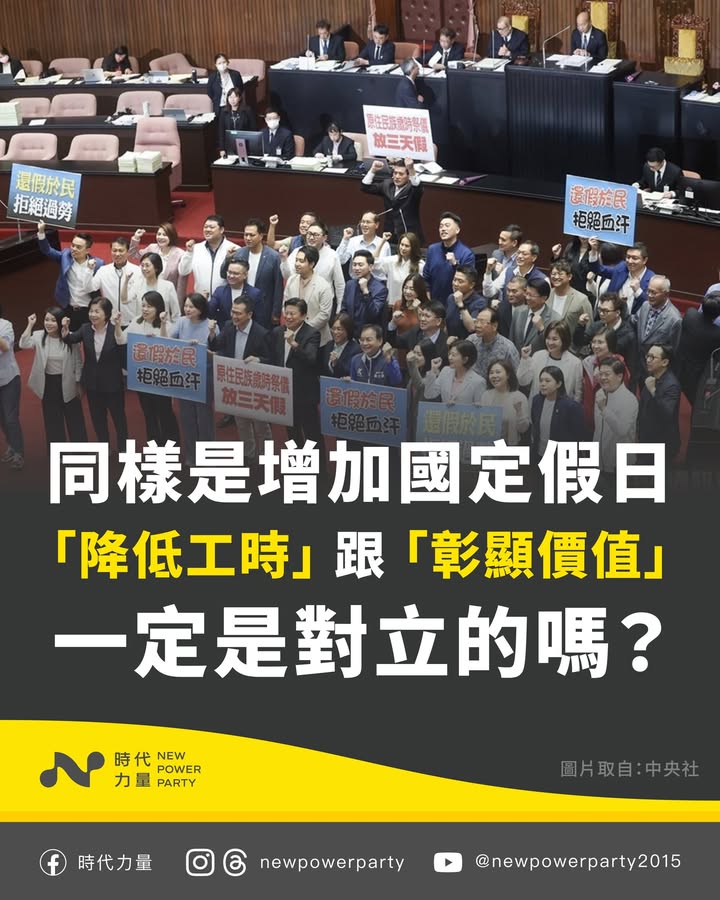 原住民族歲時祭儀
放三天假
還假於民
拒絕過勞
還假於民
拒絕血汗
還假於民
拒絕血汗
原住民族歲時祭儀
放三天假
還假於民
拒絕血汗
還假於民
同樣是增加國定假日
「降低工時」跟「彰顯價值」
一定是對立的嗎？
時代力量 NEW POWER PARTY
圖片取自：中央社
時代力量 newpowerparty @newpowerparty2015